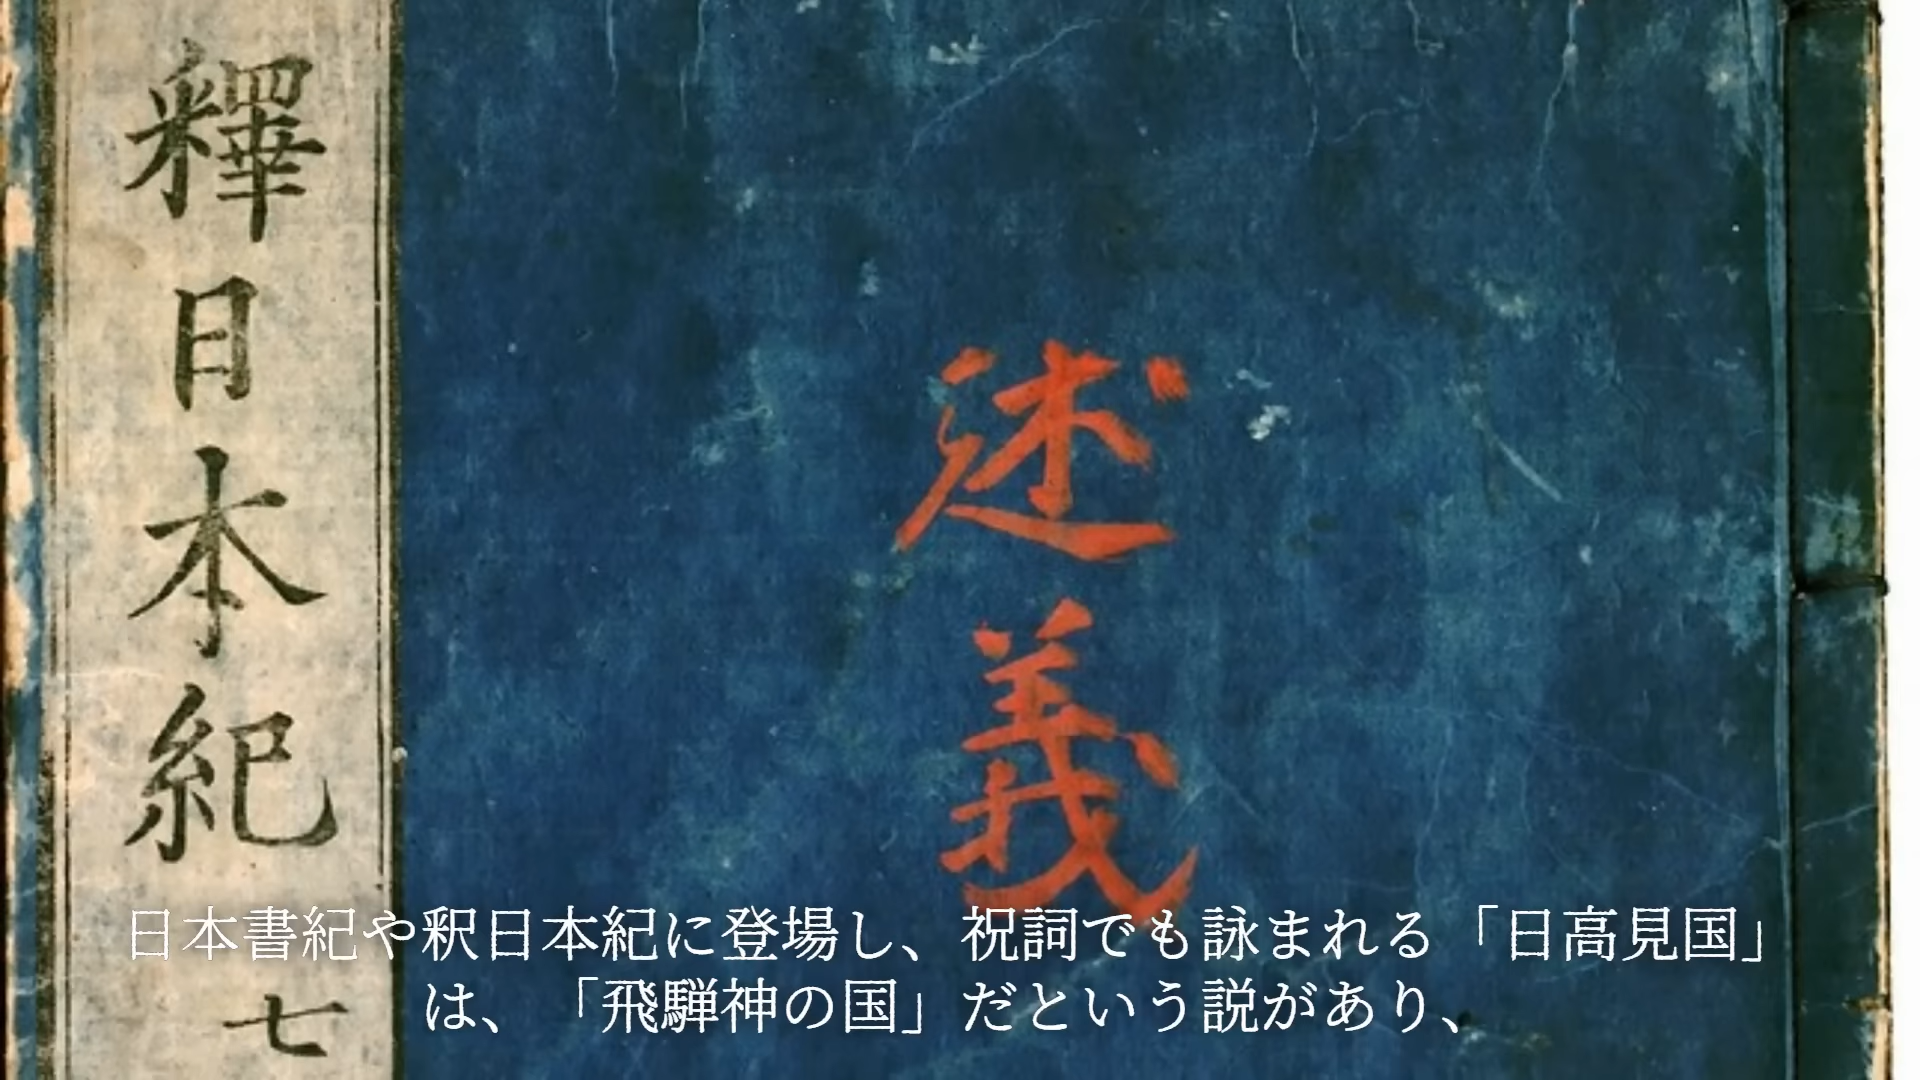 釋日本紀 七
述義
日本書紀や釈日本紀に登場し、祝詞でも詠まれる「日高見国」
は、「飛騨神の国」だという説があり、